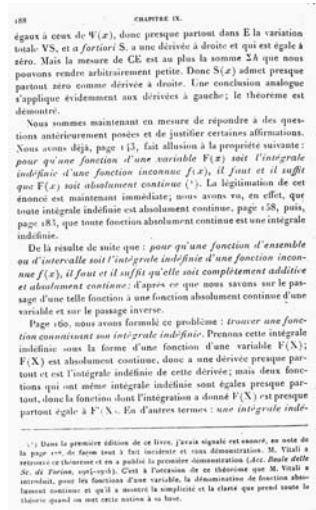 188 CHAPITRE IX.
égaux à ceux de Ψ(x), donc presque partout dans E la variation
totale VS, et a fortiori S, a une dérivée à droite et qui est égale à
zéro. Mais la mesure de CE est au plus la somme ΣΔ que nous
pouvons rendre arbitrairement petite. Donc S(x) admet presque
partout zéro comme dérivée à droite. Une conclusion analogue
s'applique évidemment aux dérivées à gauche; le théorème est
démontré.
Nous sommes maintenant en mesure de répondre à des ques-
tions antérieurement posées et de justifier certaines affirmations.
Nous avons déjà, page 143, fait allusion à la propriété suivante :
pour qu'une fonction d'une variable F(x) soit l'intégrale
indéfinie d'une fonction inconnue f(x), il faut et il suffit
que F(x) soit absolument continue (¹). La légitimation de cet
énoncé est maintenant immédiate; nous avons vu, en effet, que
toute intégrale indéfinie est absolument continue, page 158, puis,
page 183, que toute fonction absolument continue est une intégrale
indéfinie.
De là résulte de suite que : pour qu'une fonction d'ensemble
ou d'intervalle soit l'intégrale indéfinie d'une fonction incon-
nue f(x), il faut et il suffit qu'elle soit complètement additive
et absolument continue; d'après ce que nous savons sur le pas-
sage d'une telle fonction à une fonction absolument continue d'une
variable et sur le passage inverse.
Page 160, nous avons formulé ce problème : trouver une fonc-
tion connaissant son intégrale indéfinie. Prenons cette intégrale
indéfinie sous la forme d'une fonction d'une variable F(X);
F(X) est absolument continue, donc a une dérivée presque par-
tout et est l'intégrale indéfinie de cette dérivée; mais deux fonc-
tions qui ont même intégrale indéfinie sont égales presque par-
tout, donc la fonction dont l'intégration a donné F(X) est presque
partout égale à F'(X). En d'autres termes : une intégrale indé-
(¹) Dans la première édition de ce livre, j'avais signalé cet énoncé, en note de
la page, de façon tout à fait incidente et sans démonstration. M. Vitali a
retrouvé ce théorème et en a publié la première démonstration (Acc. Reale delle
Sc. di Torino, 1904-1905). C'est à l'occasion de ce théorème que M. Vitali a
introduit, pour les fonctions d'une variable, la dénomination de fonction abso-
lument continue et qu'il a montré la simplicité et la clarté que prend toute la
théorie quand on met cette notion à sa base.